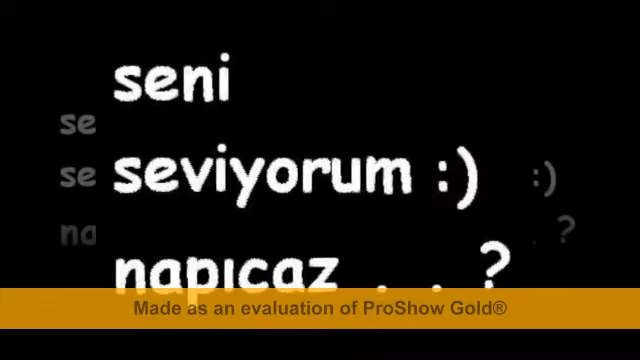 seni
seviyorum :)
napıcaz . . ?
Made as an evaluation of ProShow Gold®